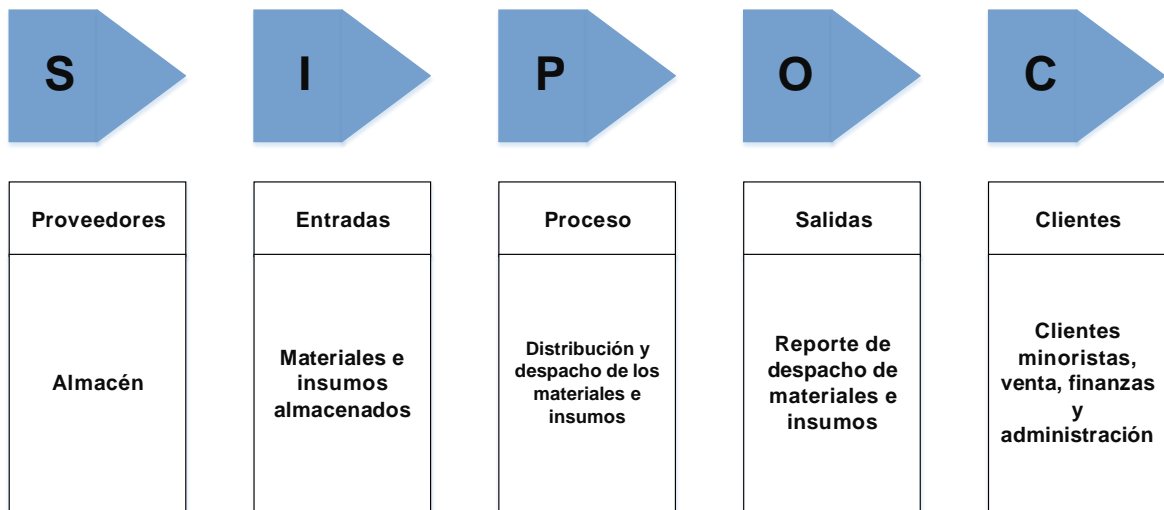 S
I
P
O
C
Proveedores
Entradas
Proceso
Salidas
Clientes
Almacén
Materiales e
insumos
almacenados
Distribución y
despacho de los
materiales e
insumos
Reporte de
despacho de
materiales e
insumos
Clientes
minoristas,
venta, finanzas
y
administración